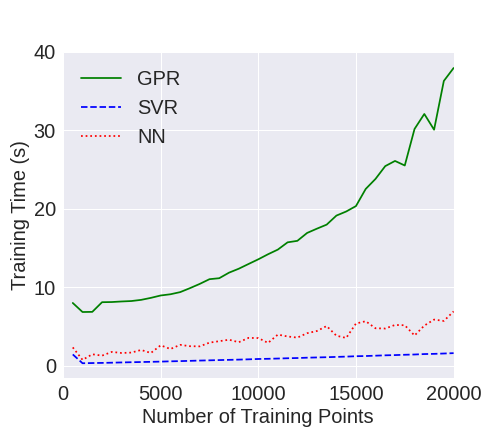 40
30
20
10
0
Training Time (s)
GPR
SVR
NN
0 5000 10000 15000 20000
Number of Training Points